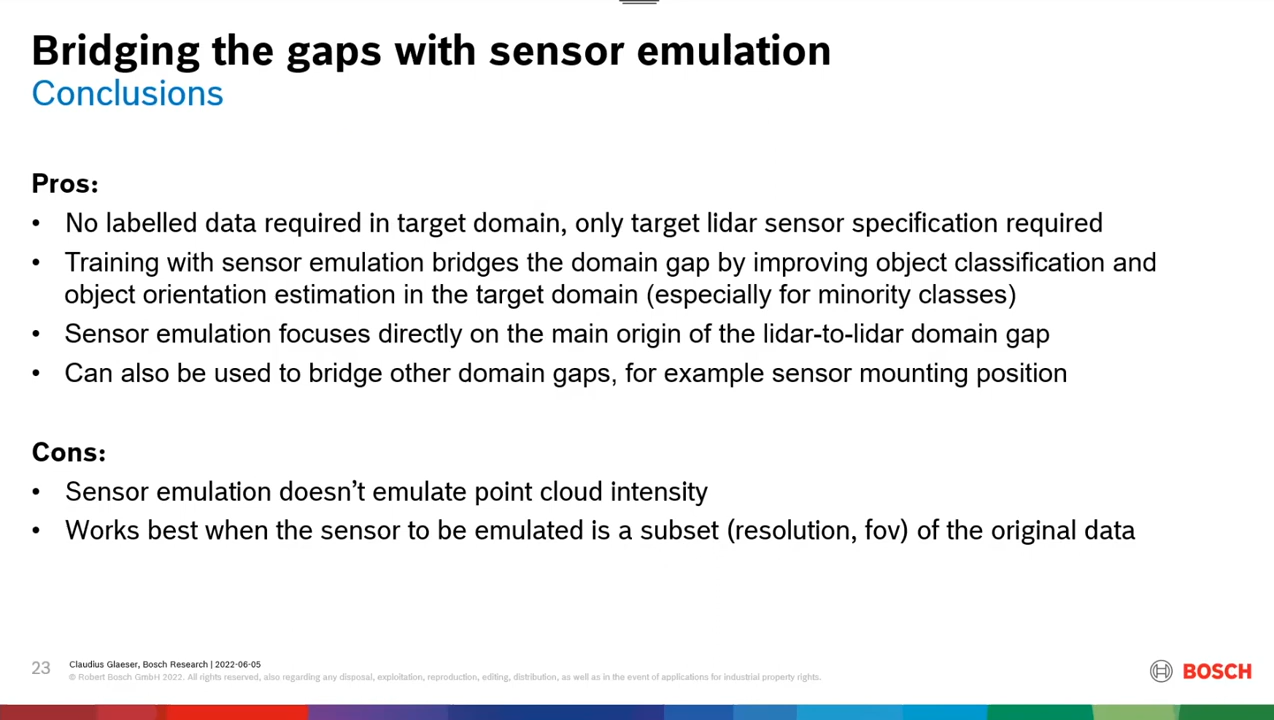 Bridging the gaps with sensor emulation
Conclusions
Pros:
• No labelled data required in target domain, only target lidar sensor specification required
• Training with sensor emulation bridges the domain gap by improving object classification and
object orientation estimation in the target domain (especially for minority classes)
• Sensor emulation focuses directly on the main origin of the lidar-to-lidar domain gap
• Can also be used to bridge other domain gaps, for example sensor mounting position
Cons:
• Sensor emulation doesn’t emulate point cloud intensity
• Works best when the sensor to be emulated is a subset (resolution, fov) of the original data
23 Claudius Glaeser, Bosch Research | 2022-06-05
© Robert Bosch GmbH 2022. All rights reserved, also regarding any disposal, exploitation, reproduction, editing, distribution, as well as in the event of applications for industrial property rights.
BOSCH